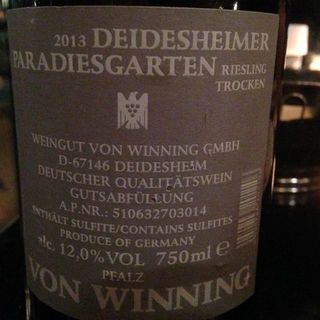 2013 DEIDESHEIMER
PARADIESGARTEN RIESLING
TROCKEN
WEINGUT VON WINNING GMBH
D-67146 DEIDESHEIM
DEUTSCHER QUALITÄTSWEIN
GUTSABFÜLLUNG
A.P.NR.: 510632703014
ENTHÄLT SULFITE/CONTAINS SULFITES
PRODUCE OF GERMANY
alc. 12,0%VOL 750ml e
PFALZ
VON WINNING